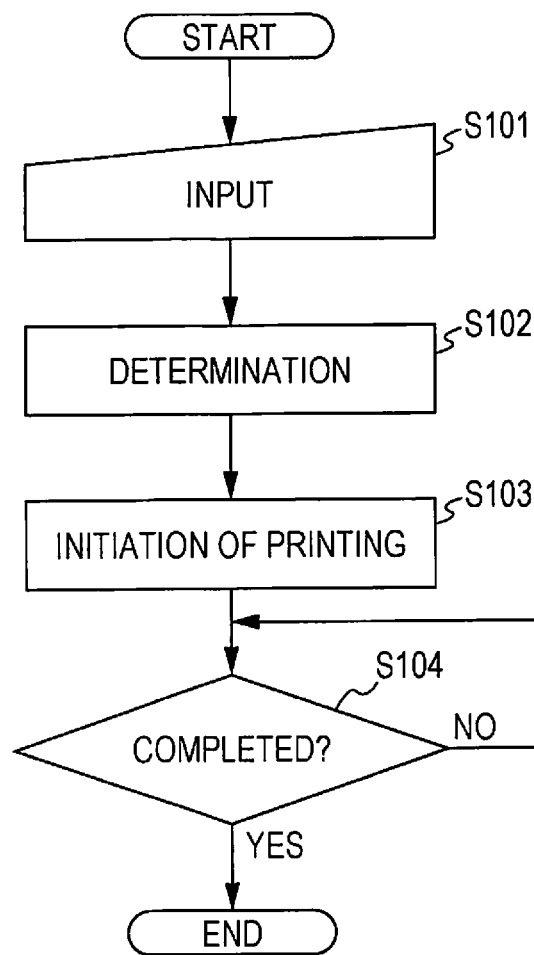 START
S101
INPUT
S102
DETERMINATION
S103
INITIATION OF PRINTING
S104
COMPLETED?
NO
YES
END